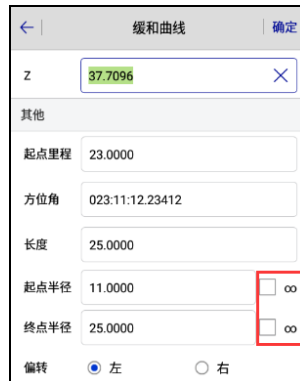 ← 缓和曲线 确定
Z 37.7096 ×
其他
起点里程 23.0000
方位角 023:11:12.23412
长度 25.0000
起点半径 11.0000 ∞
终点半径 25.0000 ∞
偏转 左 右